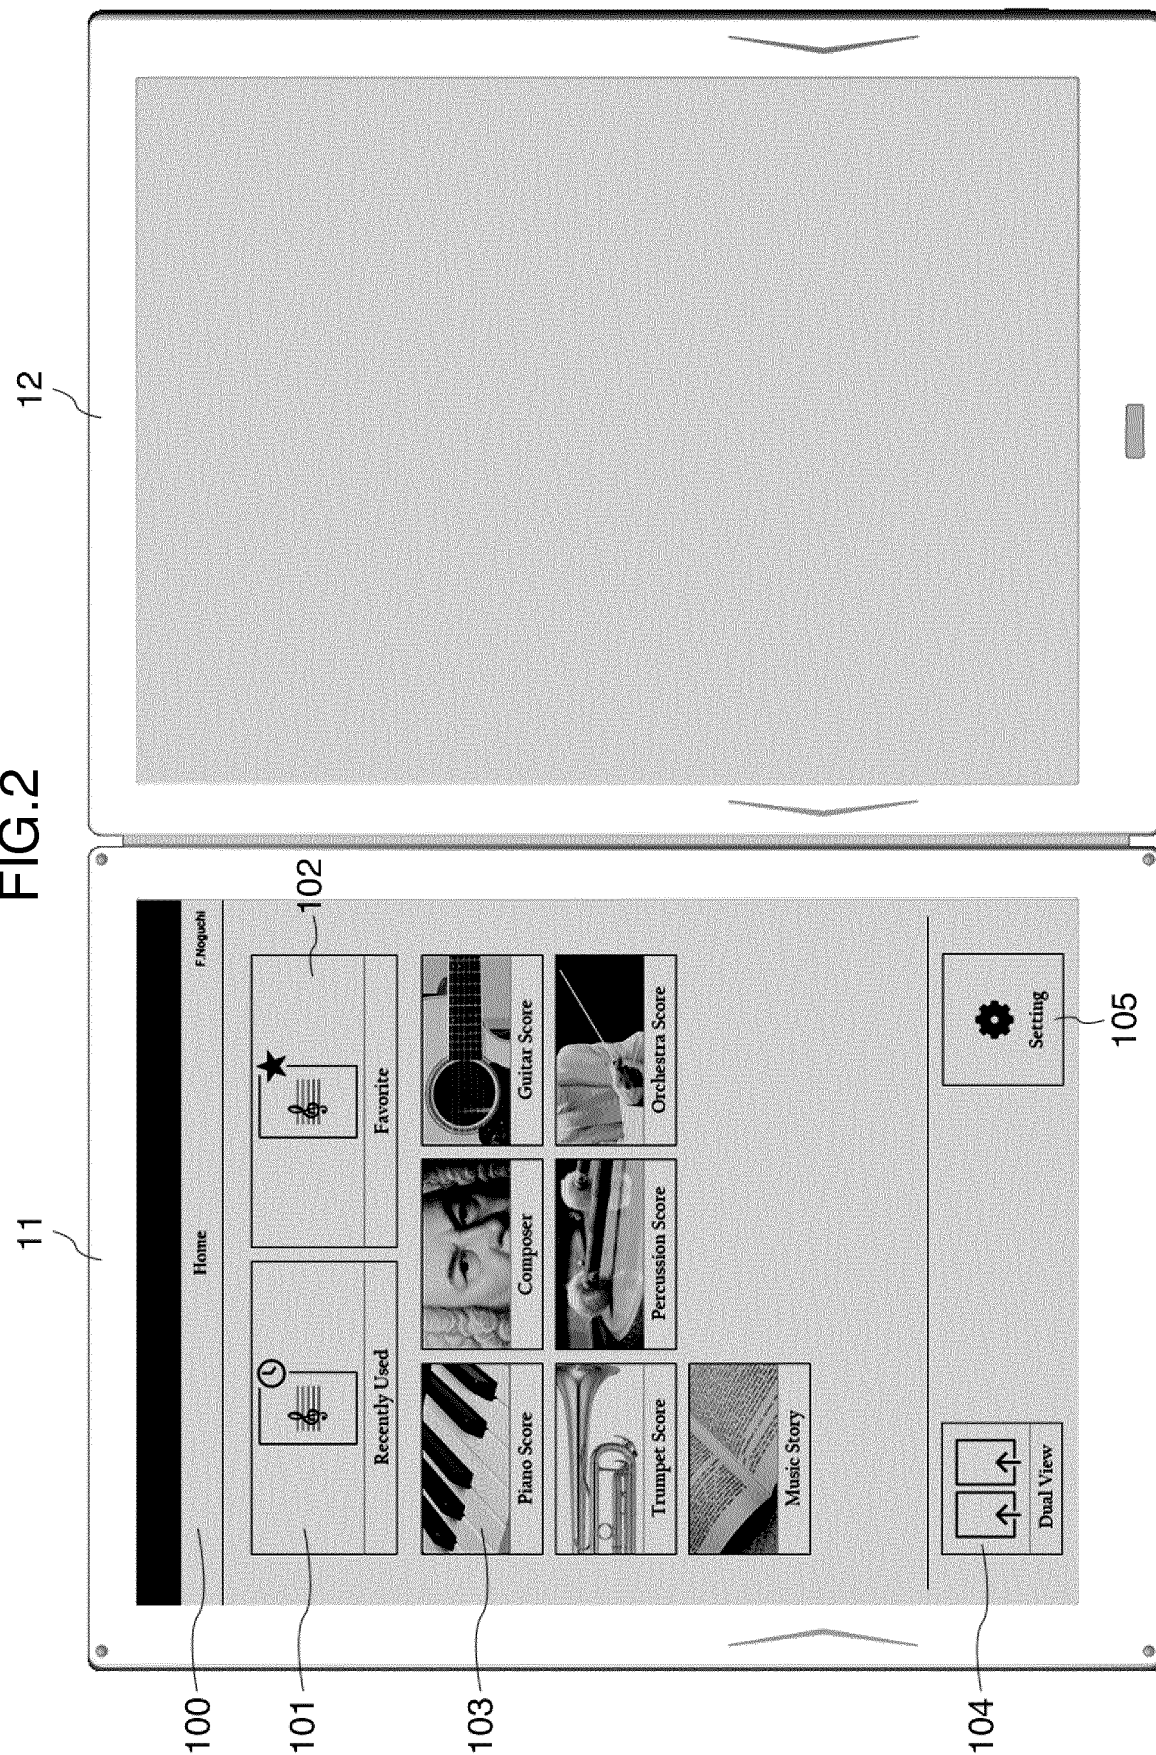 FIG.2
11
12
Home
F.Noguchi
100
101
102
Recently Used
Favorite
103
Piano Score
Composer
Guitar Score
Trumpet Score
Percussion Score
Orchestra Score
Music Story
104
Dual View
Setting
105